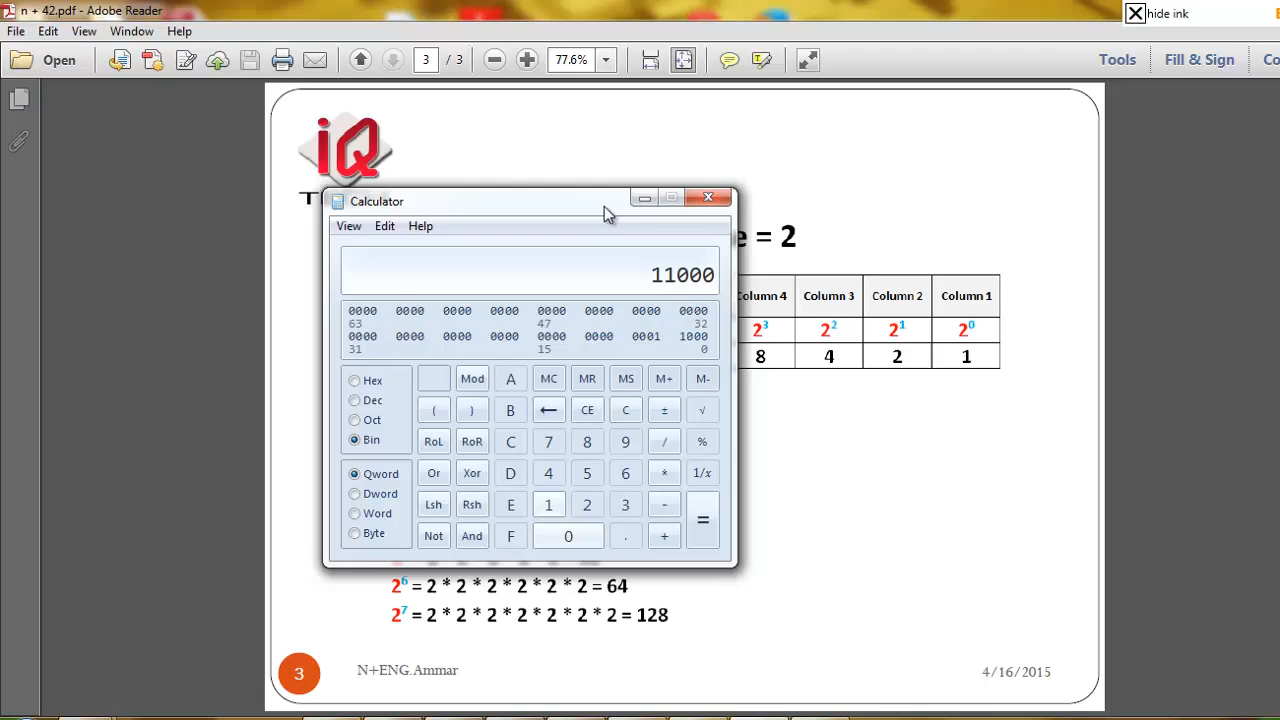 n + 42.pdf - Adobe Reader
hide ink
File Edit View Window Help
Open 3 / 3 77.6% Tools Fill & Sign
iQ
Calculator
View Edit Help
e = 2
11000
0000 0000 0000 0000 0000 0000 0000 0000
63 47 32
0000 0000 0000 0000 0000 0000 0001 1000
31 15 0
Column 4 Column 3 Column 2 Column 1
2³ 2² 2¹ 2⁰
8 4 2 1
Hex Mod A MC MR MS M+ M-
Dec ( ) B ← CE C ± √
Oct
Bin RoL RoR C 7 8 9 / %
Qword Or Xor D 4 5 6 * 1/x
Dword
Word Lsh Rsh E 1 2 3 - =
Byte Not And F 0 . +
2⁶ = 2 * 2 * 2 * 2 * 2 * 2 = 64
2⁷ = 2 * 2 * 2 * 2 * 2 * 2 * 2 = 128
3 N+ENG.Ammar 4/16/2015